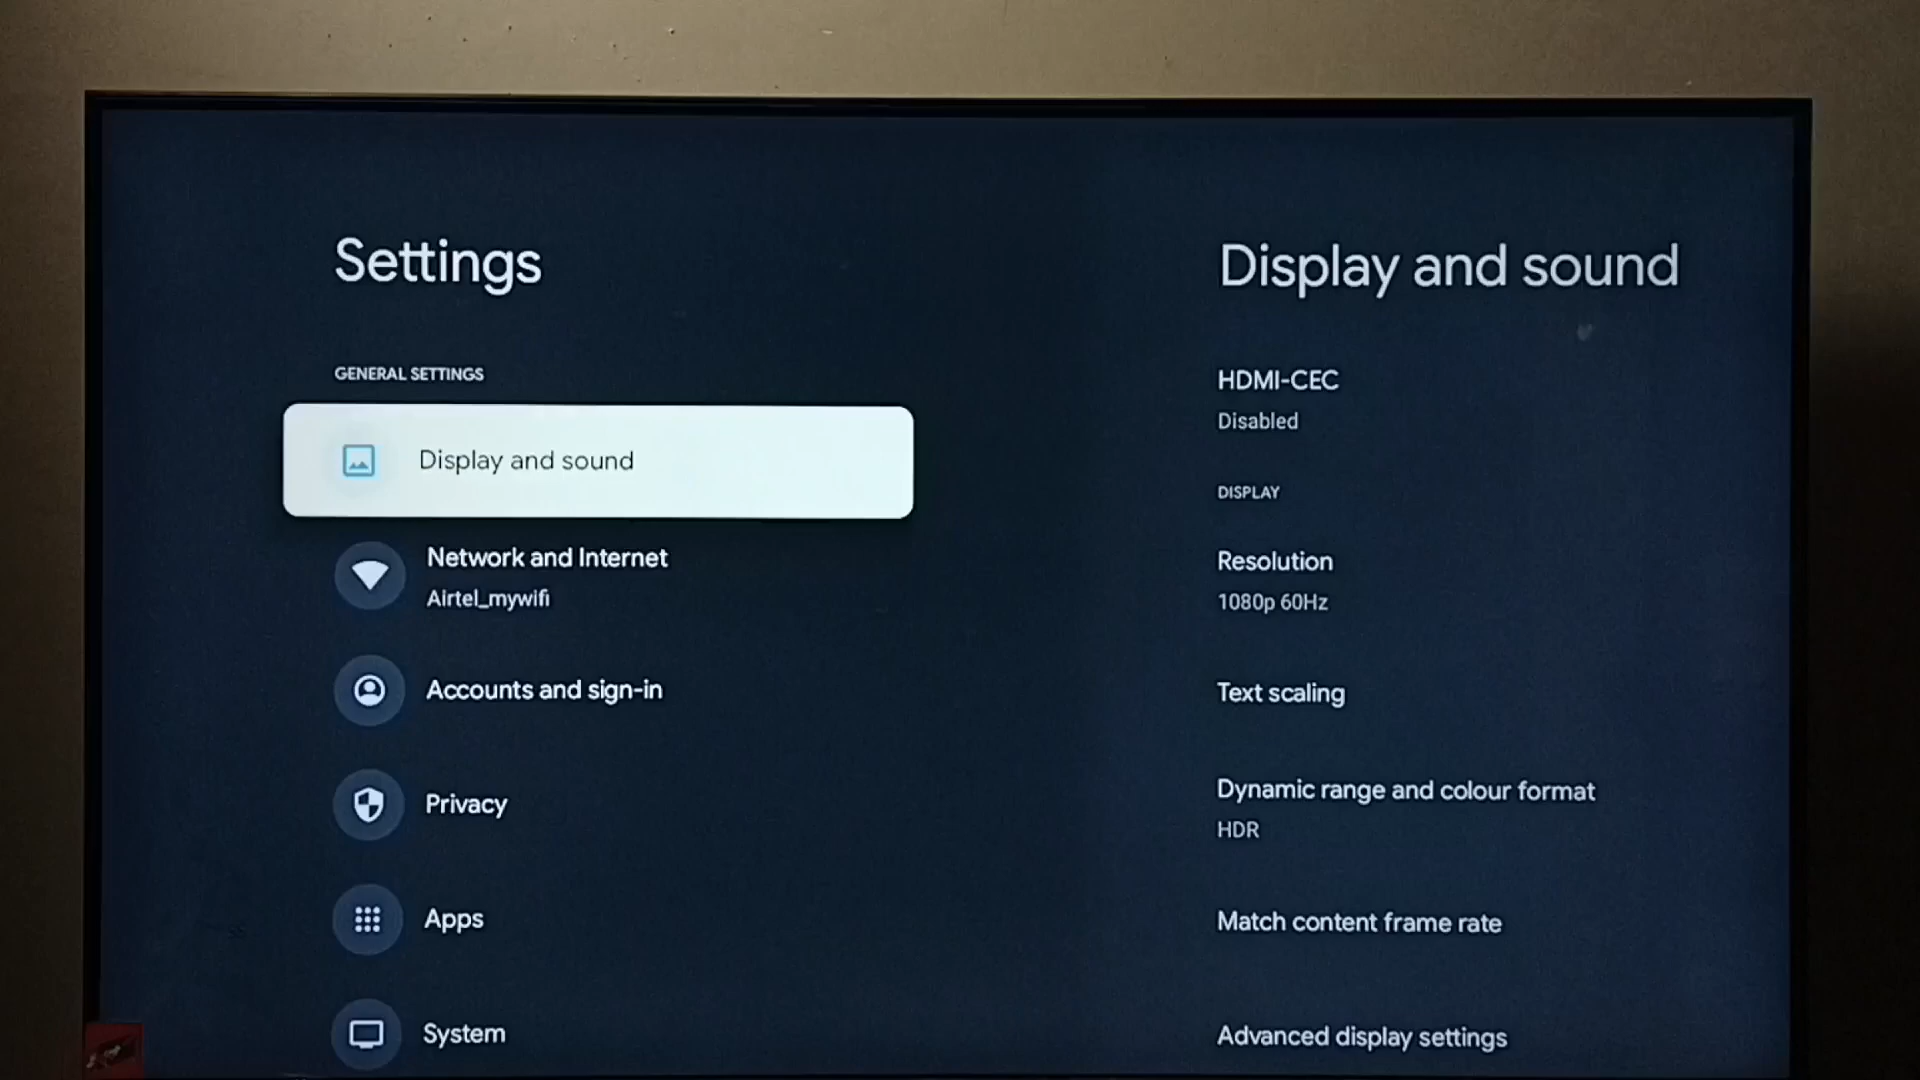 Settings
GENERAL SETTINGS
Display and sound
Network and Internet
Airtel_mywifi
Accounts and sign-in
Privacy
Apps
System
Display and sound
HDMI-CEC
Disabled
DISPLAY
Resolution
1080p 60Hz
Text scaling
Dynamic range and colour format
HDR
Match content frame rate
Advanced display settings